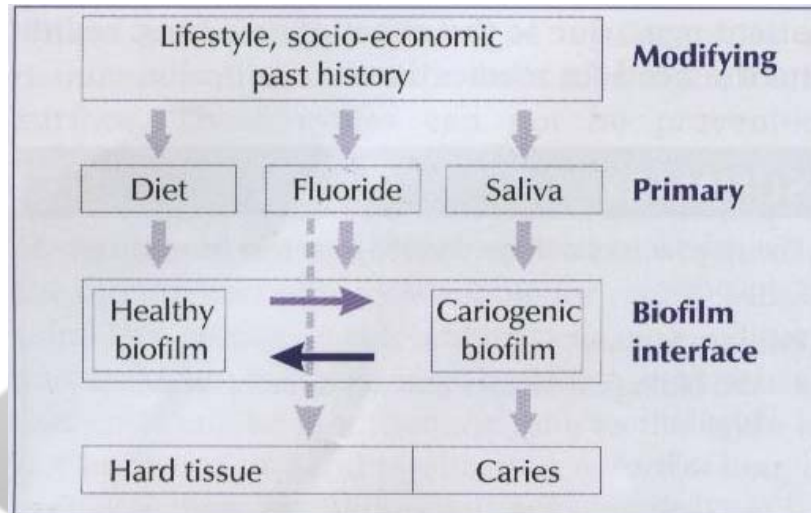 Lifestyle, socio-economic
past history
Modifying
Diet
Fluoride
Saliva
Primary
Healthy
biofilm
Cariogenic
biofilm
Biofilm
interface
Hard tissue
Caries